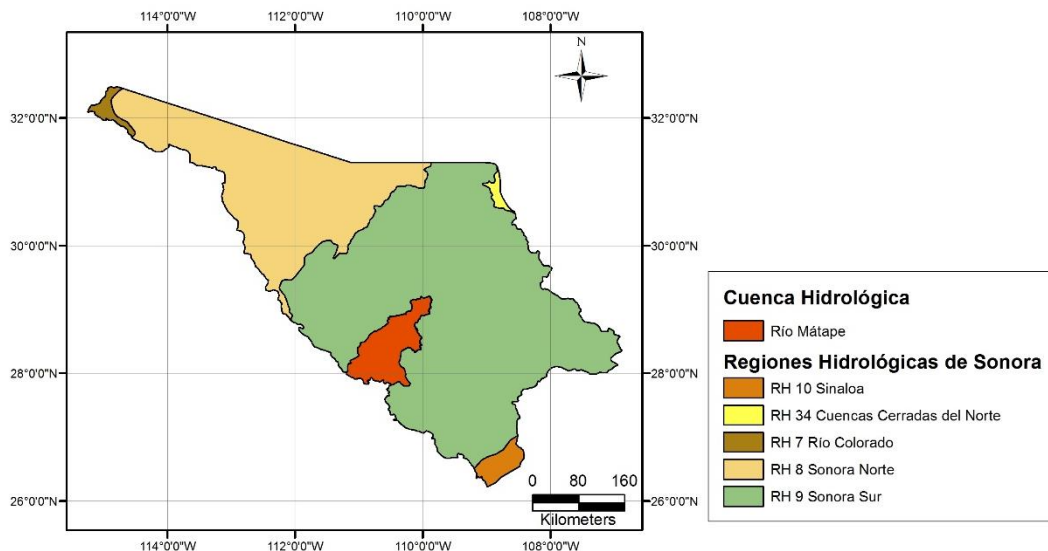 114°0'0"W 112°0'0"W 110°0'0"W 108°0'0"W
N
32°0'0"N 32°0'0"N
30°0'0"N 30°0'0"N
28°0'0"N 28°0'0"N
26°0'0"N 26°0'0"N
0 80 160
Kilometers
114°0'0"W 112°0'0"W 110°0'0"W 108°0'0"W
Cuenca Hidrológica
Río Mátape
Regiones Hidrológicas de Sonora
RH 10 Sinaloa
RH 34 Cuencas Cerradas del Norte
RH 7 Río Colorado
RH 8 Sonora Norte
RH 9 Sonora Sur